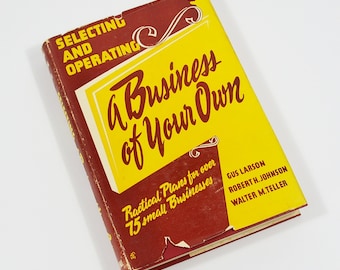 SELECTING
AND
OPERATING
A Business
of Your Own
Practical Plans for over
75 small Businesses
GUS LARSON
ROBERT H. JOHNSON
WALTER M. TELLER